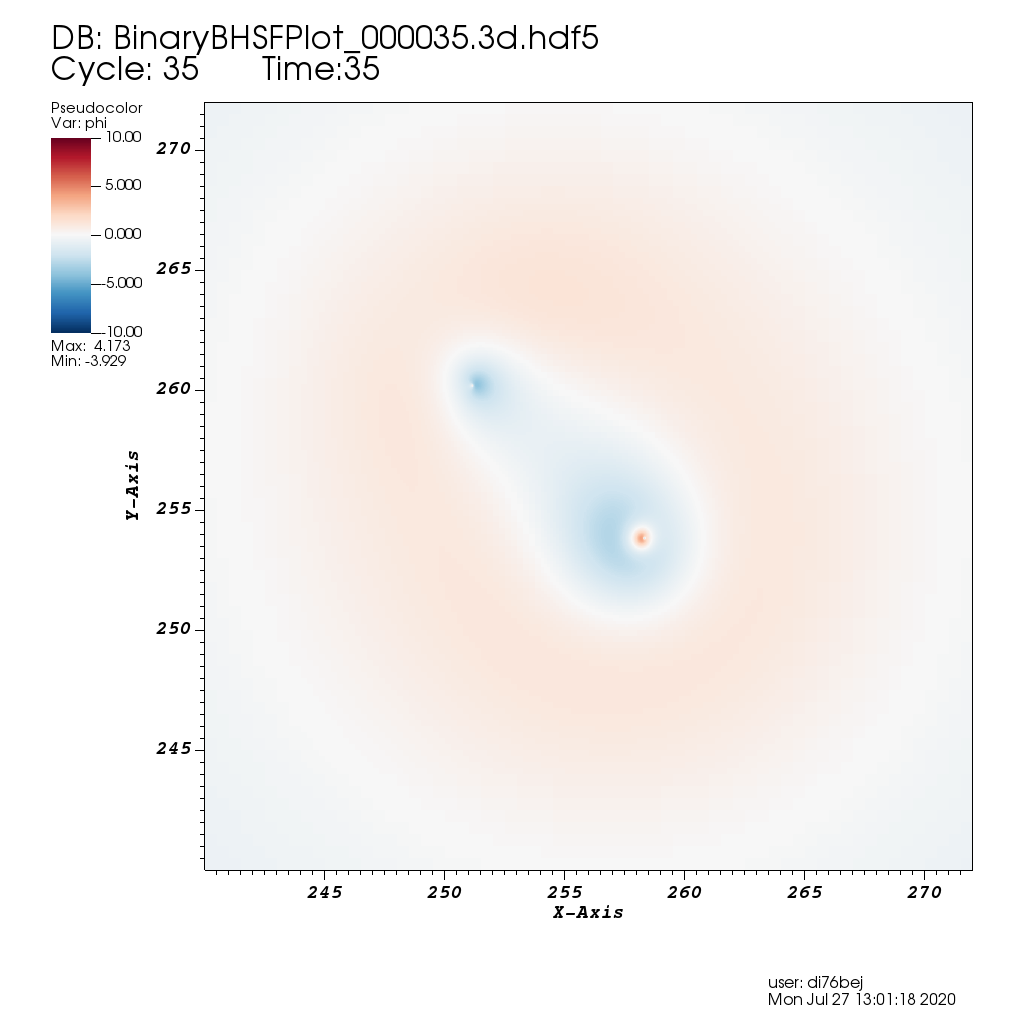 DB: BinaryBHSFPlot_000035.3d.hdf5
Cycle: 35 Time:35
Pseudocolor
Var: phi
10.00
5.000
0.000
-5.000
-10.00
Max: 4.173
Min: -3.929
270
265
260
255
250
245
Y-Axis
245 250 255 260 265 270
X-Axis
user: di76bej
Mon Jul 27 13:01:18 2020